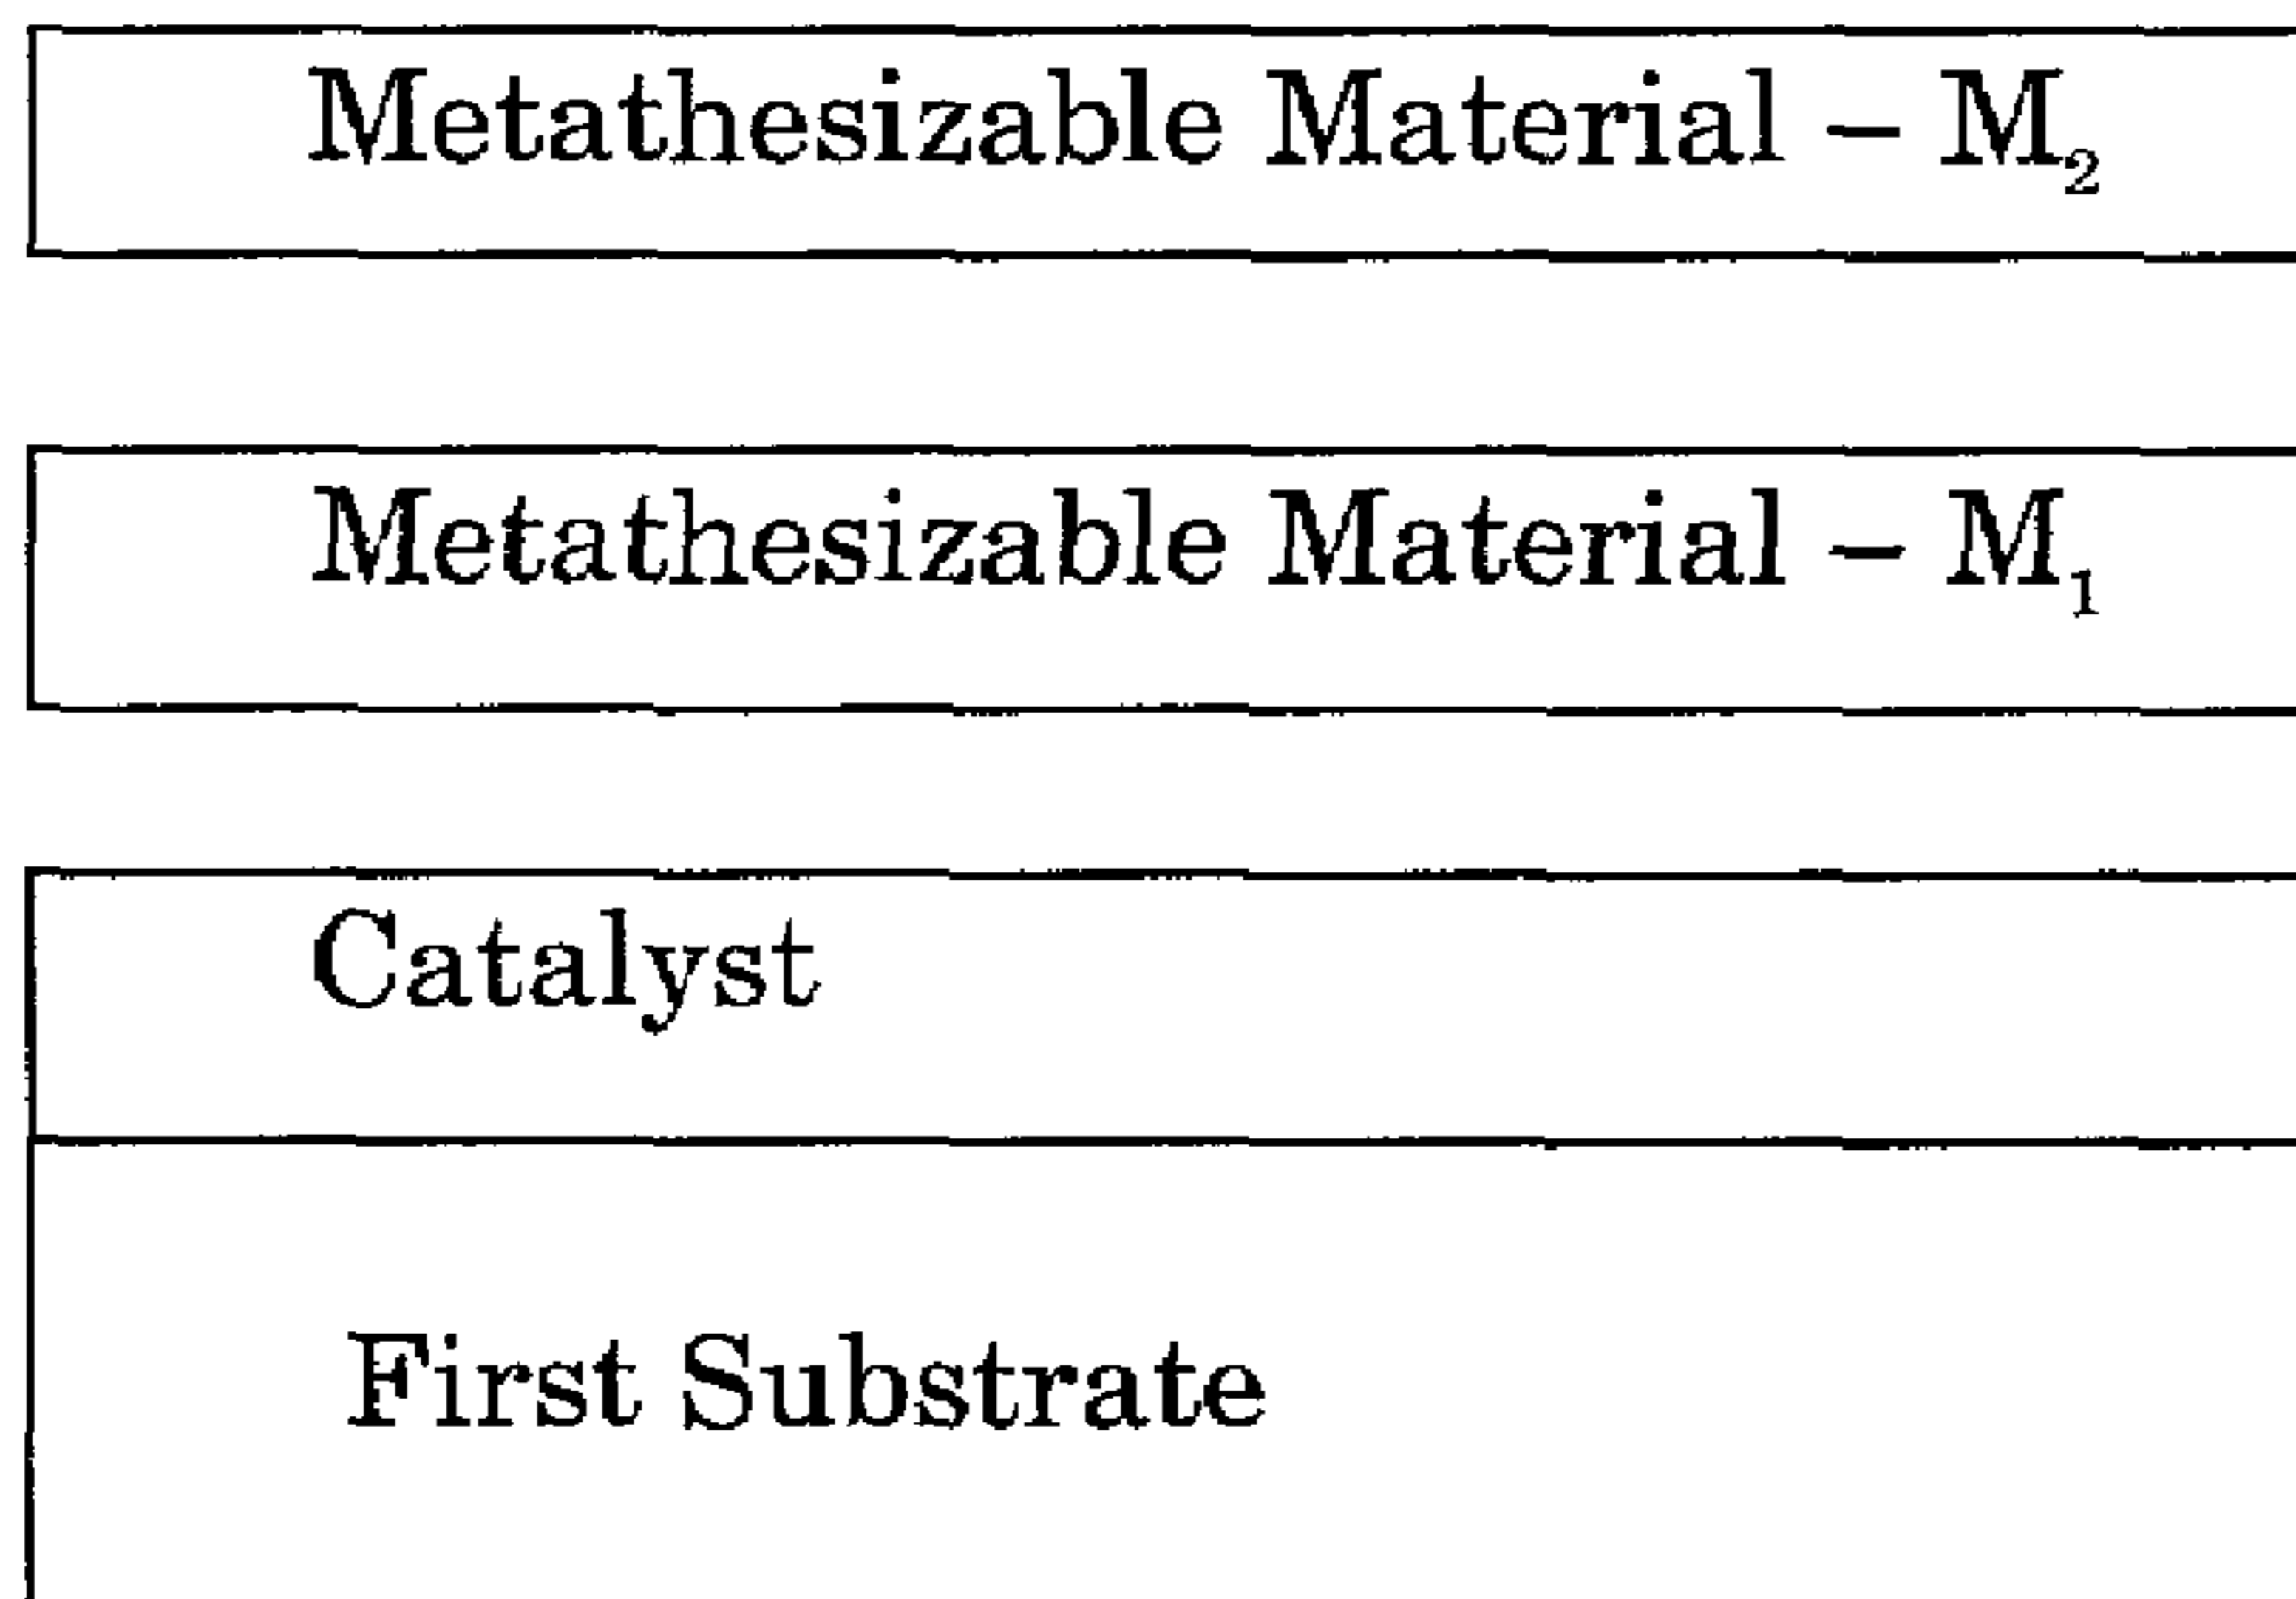 Metathesizable Material – M₂
Metathesizable Material – M₁
Catalyst
First Substrate